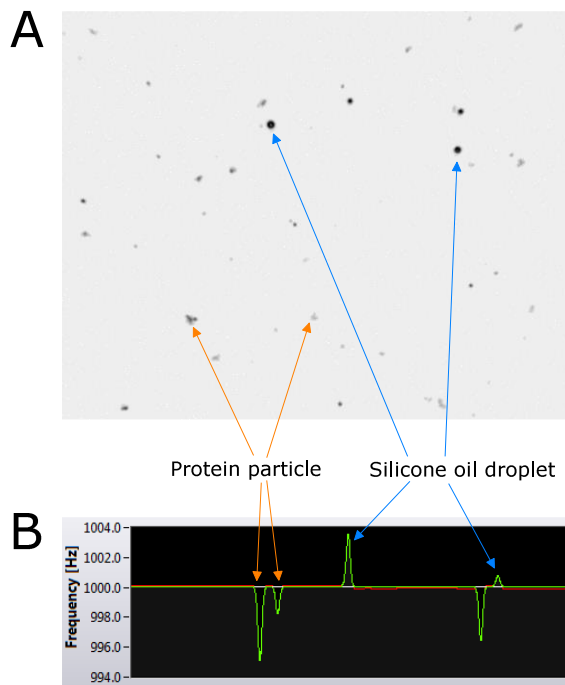 A
Protein particle
Silicone oil droplet
B
Frequency [Hz]
1004.0
1002.0
1000.0
998.0
996.0
994.0